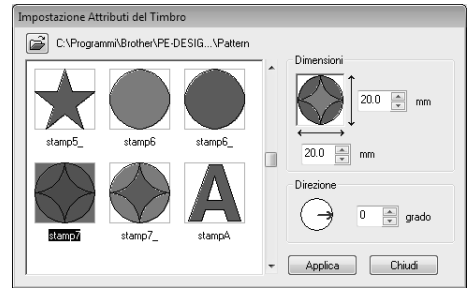 Impostazione Attributi del Timbro
C:\Programmi\Brother\PE-DESIG...\Pattern
stamp5_ stamp6 stamp6_
stamp7 stamp7_ stampA
Dimensioni
20.0 mm
20.0 mm
Direzione
0 grado
Applica Chiudi